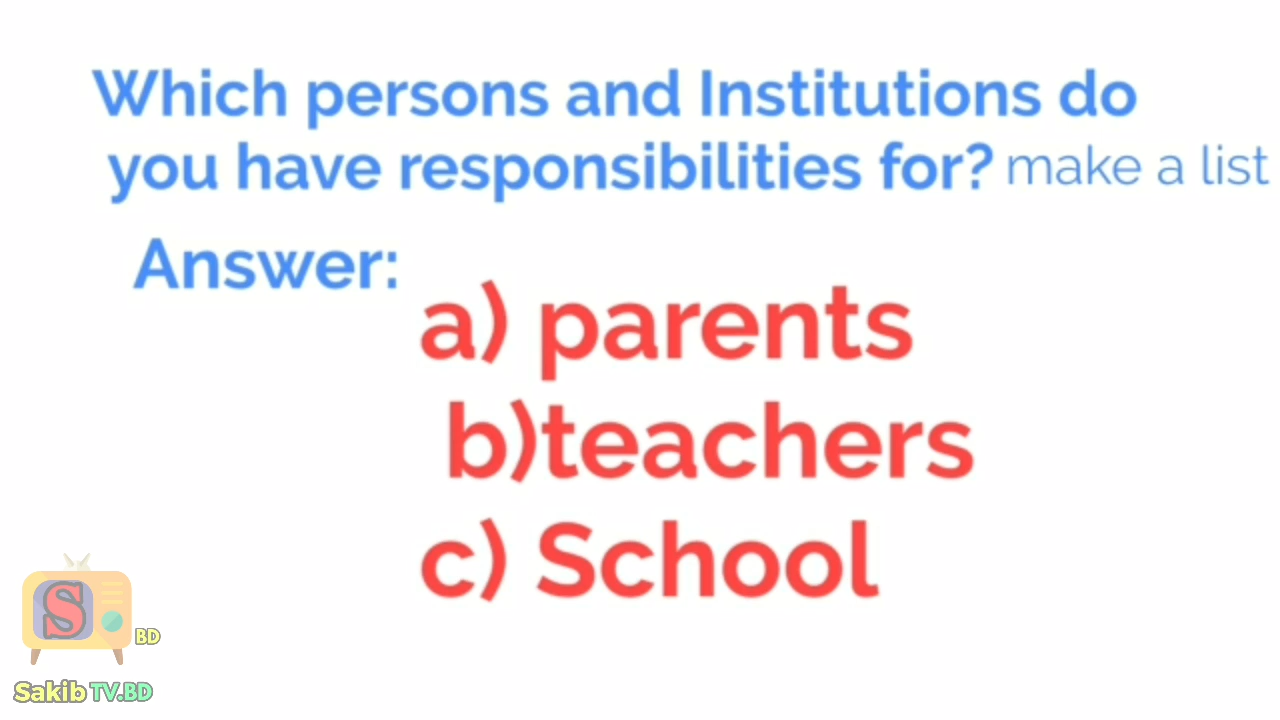 Which persons and Institutions do
you have responsibilities for? make a list
Answer:
a) parents
b)teachers
c) School
S
BD
Sakib TV.BD